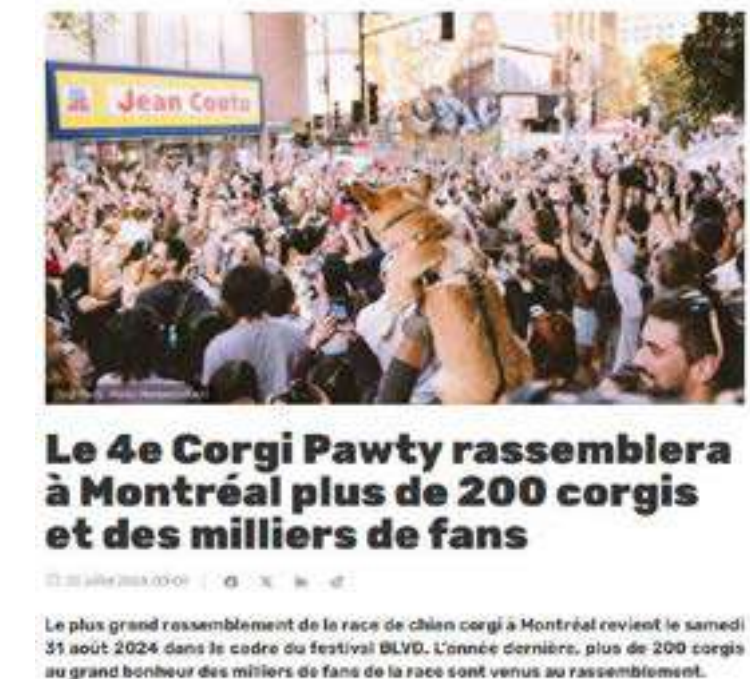 Jean Coutu
Le 4e Corgi Pawty rassemblera
à Montréal plus de 200 corgis
et des milliers de fans
Le plus grand rassemblement de la race de chien corgi à Montréal revient le samedi
31 août 2024 dans le cadre du festival BLVD. L'année dernière, plus de 200 corgis
au grand bonheur des milliers de fans de la race sont venus au rassemblement.